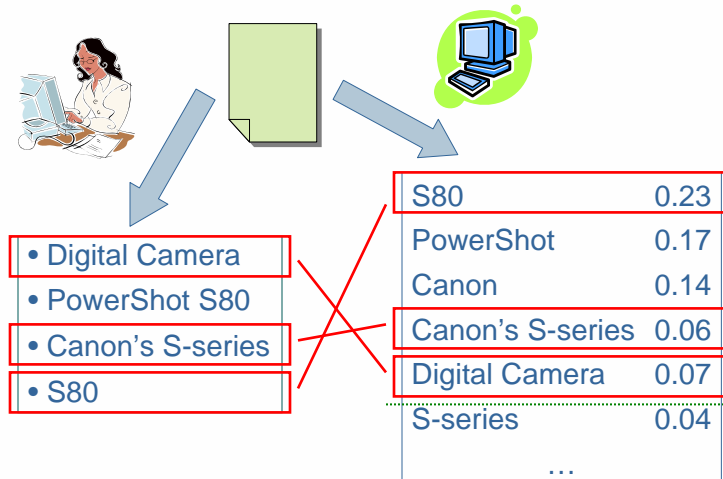 • Digital Camera
• PowerShot S80
• Canon's S-series
• S80
S80 0.23
PowerShot 0.17
Canon 0.14
Canon's S-series 0.06
Digital Camera 0.07
S-series 0.04
…